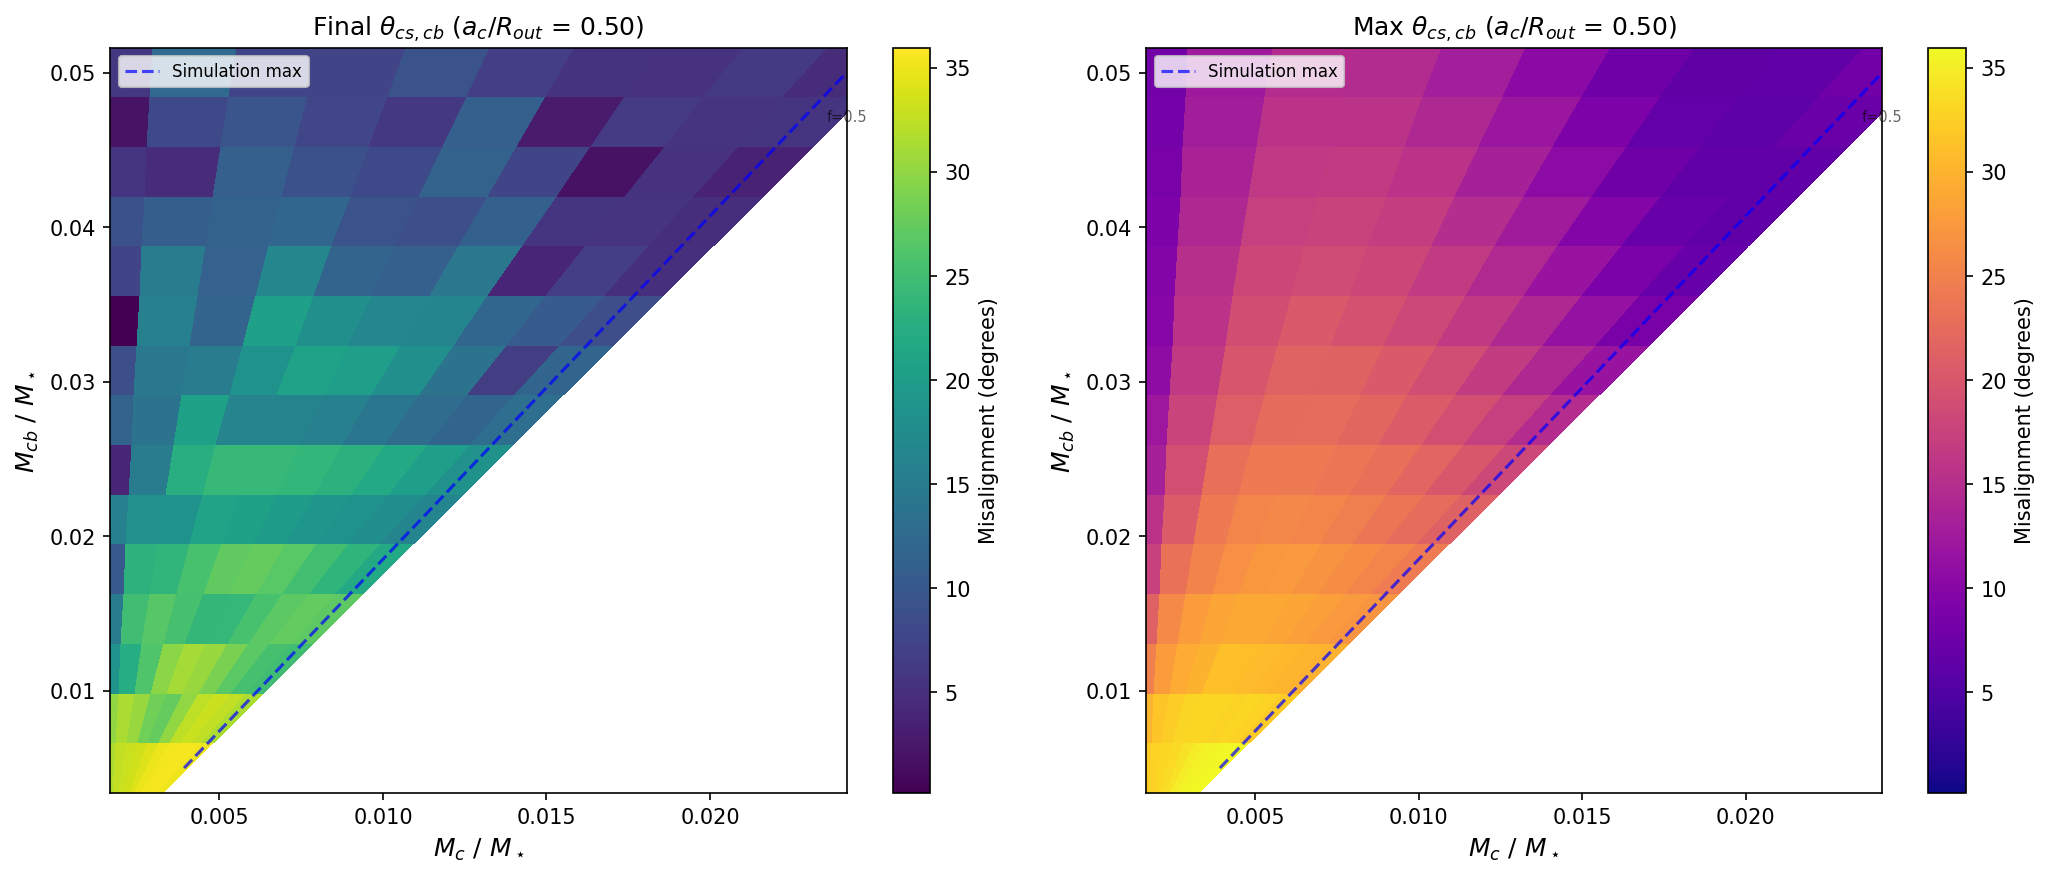 Final θcs,cb (ac/Rout = 0.50)
Simulation max
f=0.5
0.05
0.04
0.03
0.02
0.01
Mcb / M⋆
0.005
0.010
0.015
0.020
Mc / M⋆
35
30
25
20
15
10
5
Misalignment (degrees)
Max θcs,cb (ac/Rout = 0.50)
Simulation max
f=0.5
0.05
0.04
0.03
0.02
0.01
Mcb / M⋆
0.005
0.010
0.015
0.020
Mc / M⋆
35
30
25
20
15
10
5
Misalignment (degrees)